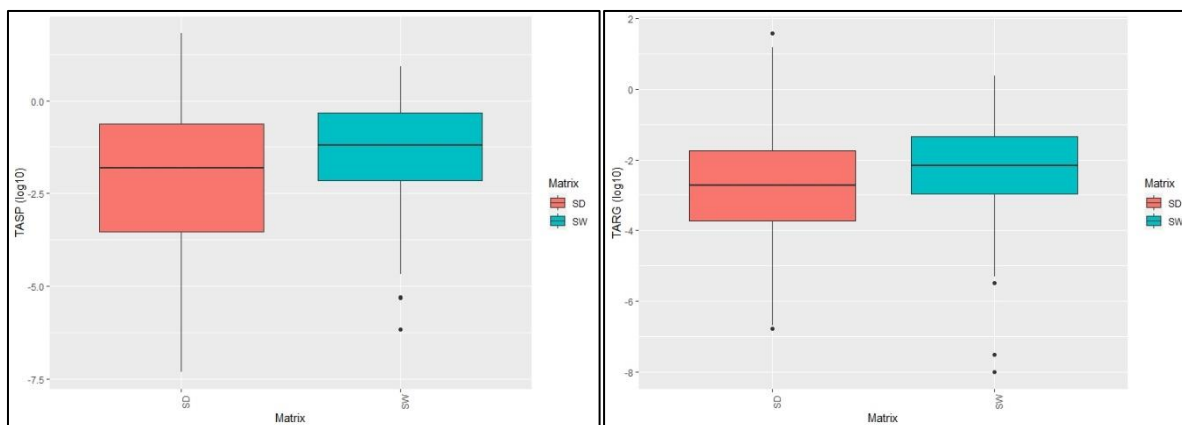 TASP (log10)
0.0
-2.5
-5.0
-7.5
SD
SW
Matrix
Matrix
SD
SW
TARG (log10)
2
0
-2
-4
-6
-8
SD
SW
Matrix
Matrix
SD
SW